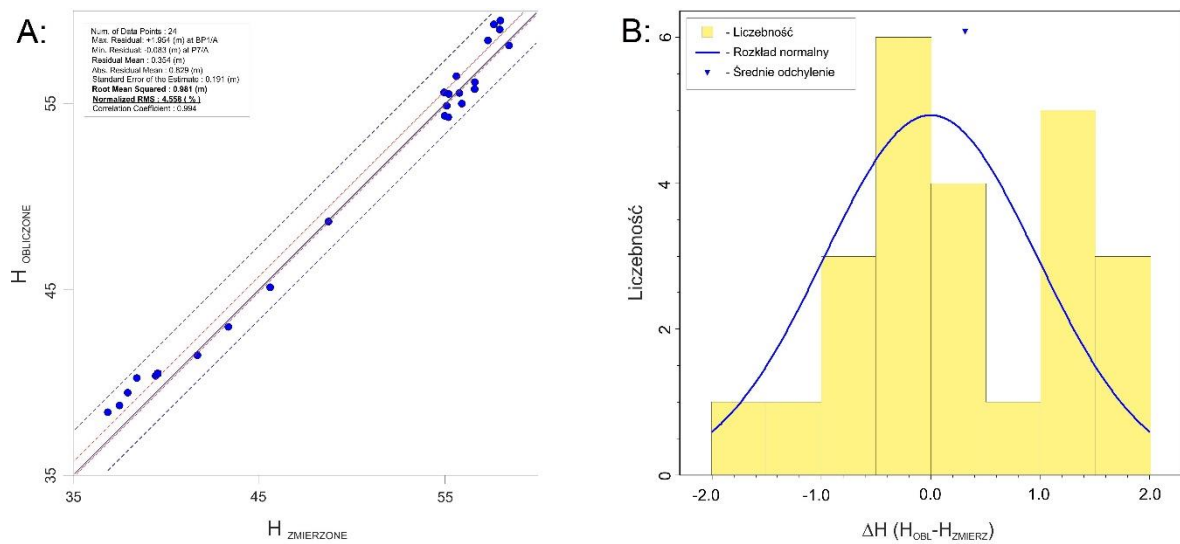 A:
Num. of Data Points : 24
Max. Residual: +1.954 (m) at BP1/A
Min. Residual: -0.083 (m) at P7/A
Residual Mean : 0.354 (m)
Abs. Residual Mean : 0.829 (m)
Standard Error of the Estimate : 0.191 (m)
Root Mean Squared : 0.981 (m)
Normalized RMS : 4.558 ( % )
Correlation Coefficient : 0.994
H OBLICZONE
55
45
35
35 45 55
H ZMIERZONE
B:
- Liczebność
- Rozkład normalny
- Średnie odchylenie
Liczebność
6
4
2
0
-2.0 -1.0 0.0 1.0 2.0
ΔH (HOBL-HZMIERZ)